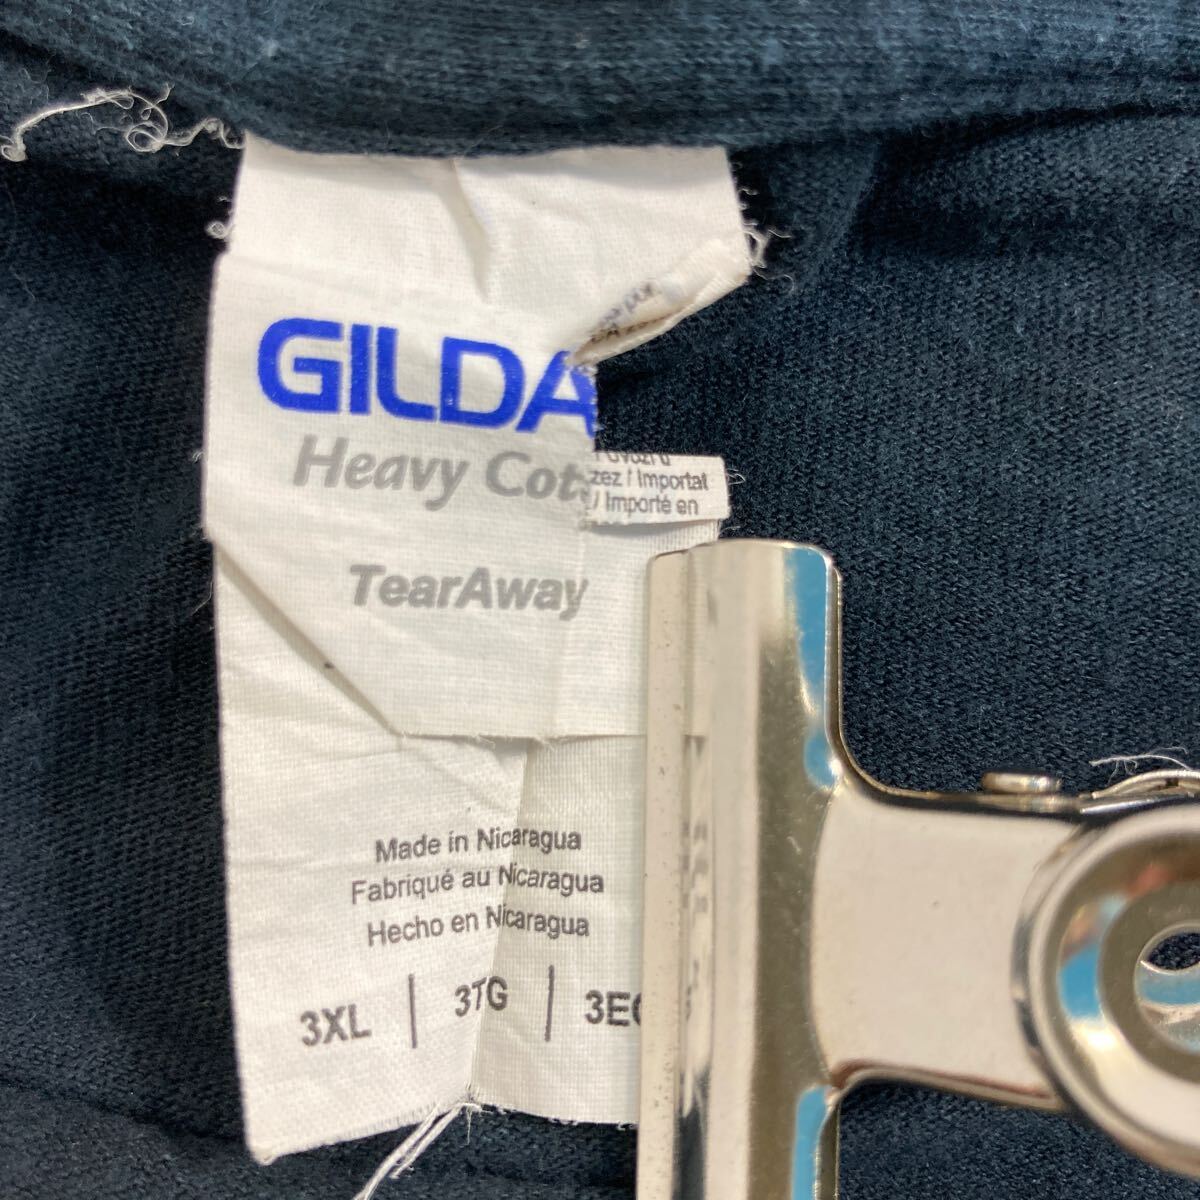 GILDA
Heavy Cot
zez / Importat
/ Importé en
TearAway
Made in Nicaragua
Fabriqué au Nicaragua
Hecho en Nicaragua
3XL | 3TG | 3EG